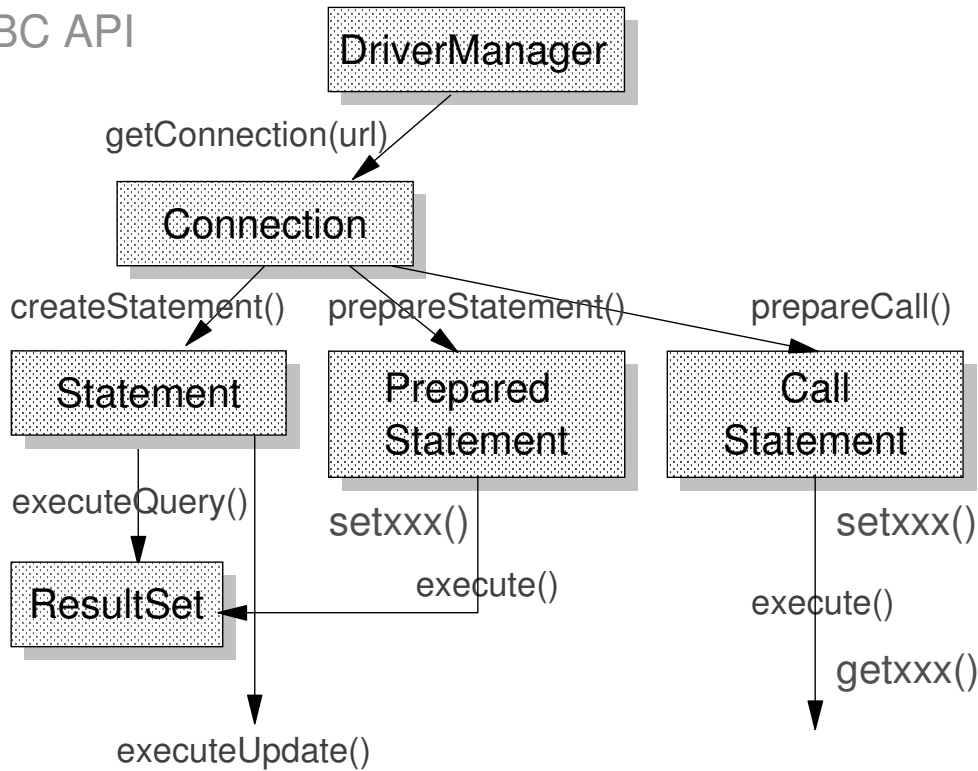 BC API
DriverManager
getConnection(url)
Connection
createStatement()
prepareStatement()
prepareCall()
Statement
Prepared
Statement
Call
Statement
executeQuery()
setxxx()
setxxx()
ResultSet
execute()
execute()
getxxx()
executeUpdate()